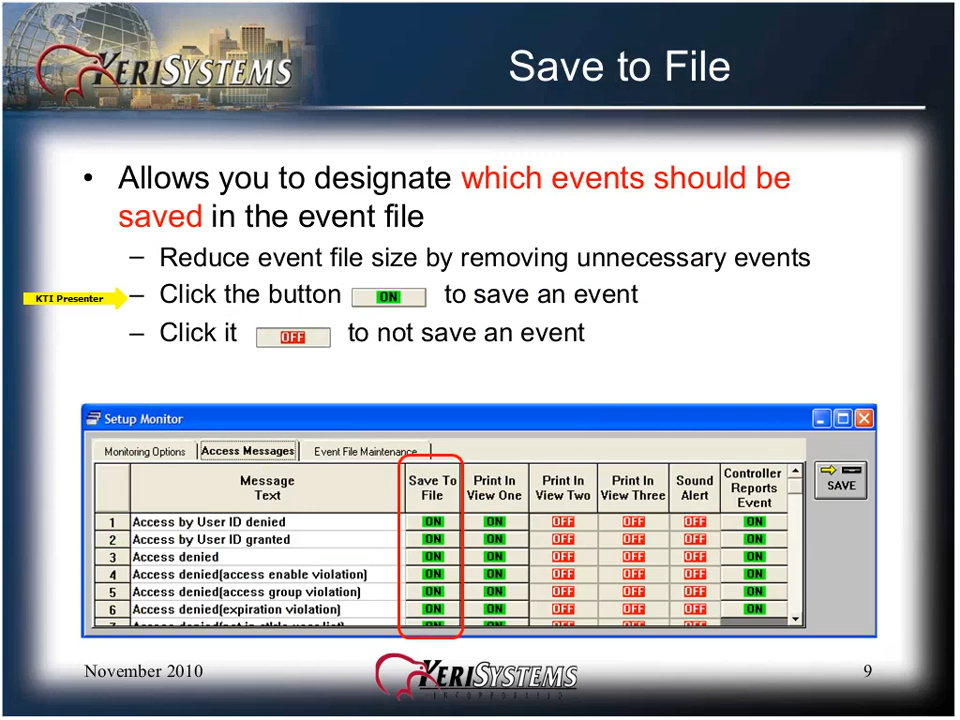 KERISYSTEMS
Save to File
• Allows you to designate which events should be
saved in the event file
– Reduce event file size by removing unnecessary events
KTI Presenter
– Click the button ON to save an event
– Click it OFF to not save an event
Setup Monitor
Monitoring Options Access Messages Event File Maintenance
Message Text Save To File Print In View One Print In View Two Print In View Three Sound Alert Controller Reports Event
SAVE
1 Access by User ID denied ON ON OFF OFF OFF ON
2 Access by User ID granted ON ON OFF OFF OFF ON
3 Access denied ON ON OFF OFF OFF ON
4 Access denied(access enable violation) ON ON OFF OFF OFF ON
5 Access denied(access group violation) ON ON OFF OFF OFF ON
6 Access denied(expiration violation) ON ON OFF OFF OFF ON
November 2010
KERISYSTEMS
INCORPORATED
9